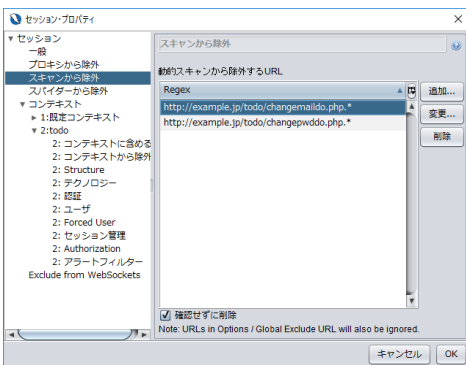 セッション・プロパティ
セッション
一般
プロキシから除外
スキャンから除外
スパイダーから除外
コンテキスト
1:既定コンテキスト
2:todo
2: コンテキストに含める
2: コンテキストから除外
2: Structure
2: テクノロジー
2: 認証
2: ユーザ
2: Forced User
2: セッション管理
2: Authorization
2: アラートフィルター
Exclude from WebSockets
スキャンから除外
動的スキャンから除外するURL
Regex
http://example.jp/todo/changemaildo.php.*
http://example.jp/todo/changepwddo.php.*
追加...
変更...
削除
確認せずに削除
Note: URLs in Options / Global Exclude URL will also be ignored.
キャンセル
OK